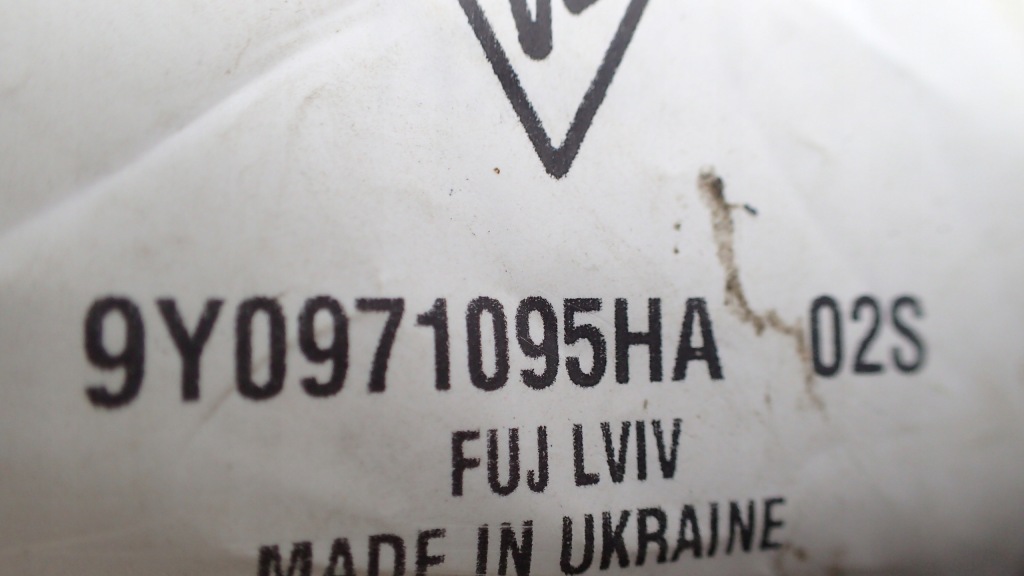 9Y0971095HA 02S
FUJ LVIV
MADE IN UKRAINE